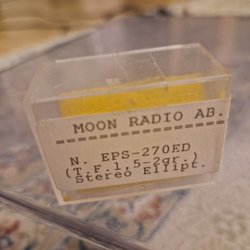 MOON RADIO AB.
N. EPS-270ED
(T.F.1,5-2gr.)
Stereo Ellipt.